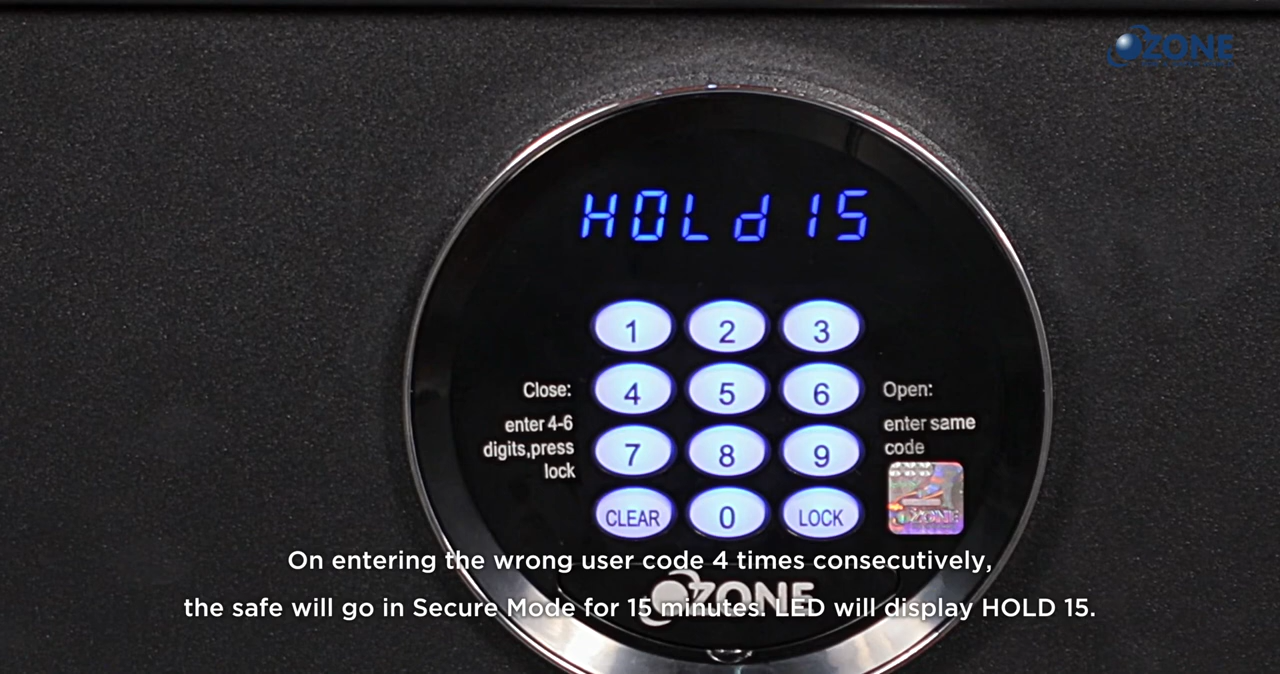 OZONE
HOLd 15
1 2 3
4 5 6
7 8 9
CLEAR 0 LOCK
Close:
enter 4-6
digits,press
lock
Open:
enter same
code
OZONE
OZONE
On entering the wrong user code 4 times consecutively,
the safe will go in Secure Mode for 15 minutes. LED will display HOLD 15.